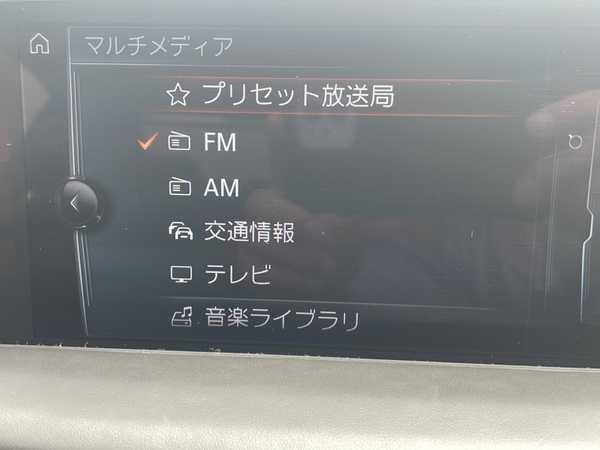 マルチメディア
プリセット放送局
FM
AM
交通情報
テレビ
音楽ライブラリ